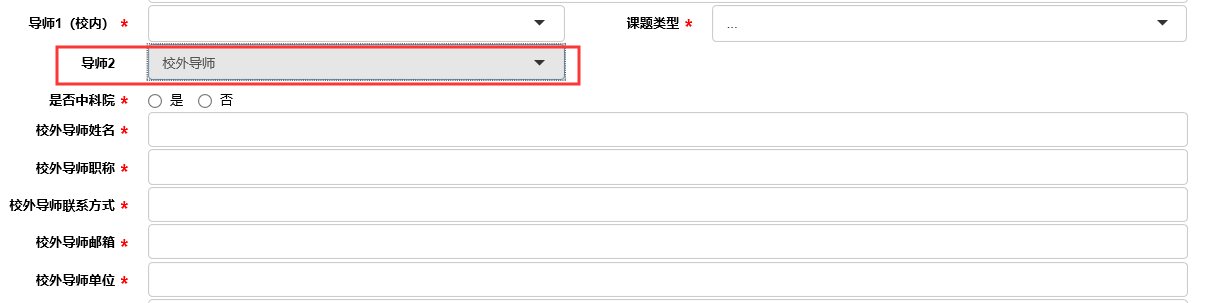 导师1（校内） * 课题类型 * ...
导师2 校外导师
是否中科院 * 是 否
校外导师姓名 *
校外导师职称 *
校外导师联系方式 *
校外导师邮箱 *
校外导师单位 *